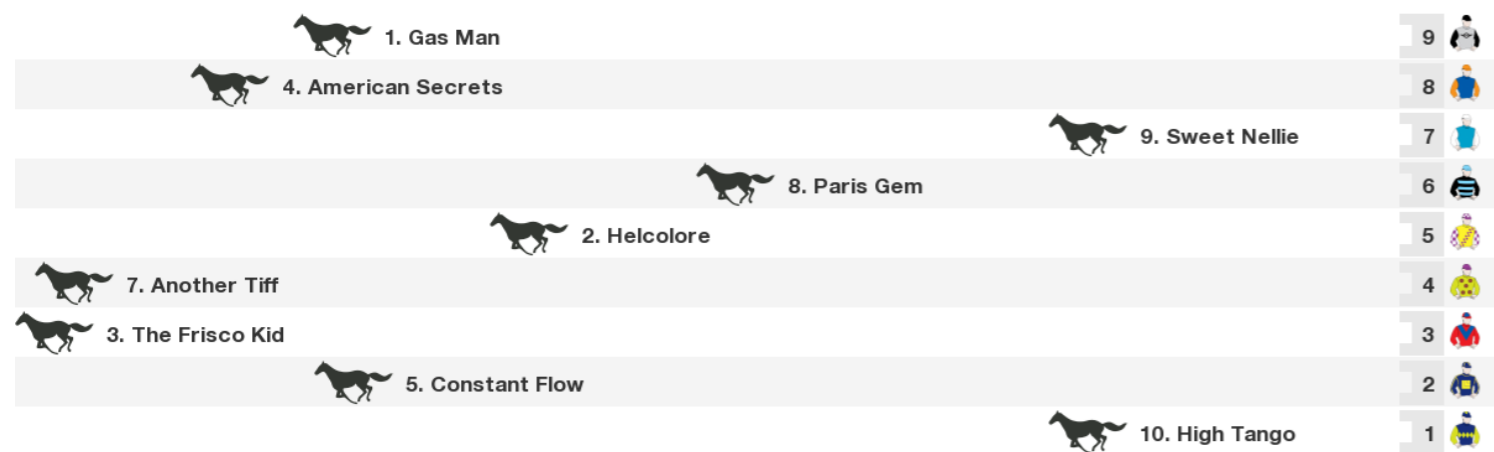 1. Gas Man 9
4. American Secrets 8
9. Sweet Nellie 7
8. Paris Gem 6
2. Helcolore 5
7. Another Tiff 4
3. The Frisco Kid 3
5. Constant Flow 2
10. High Tango 1